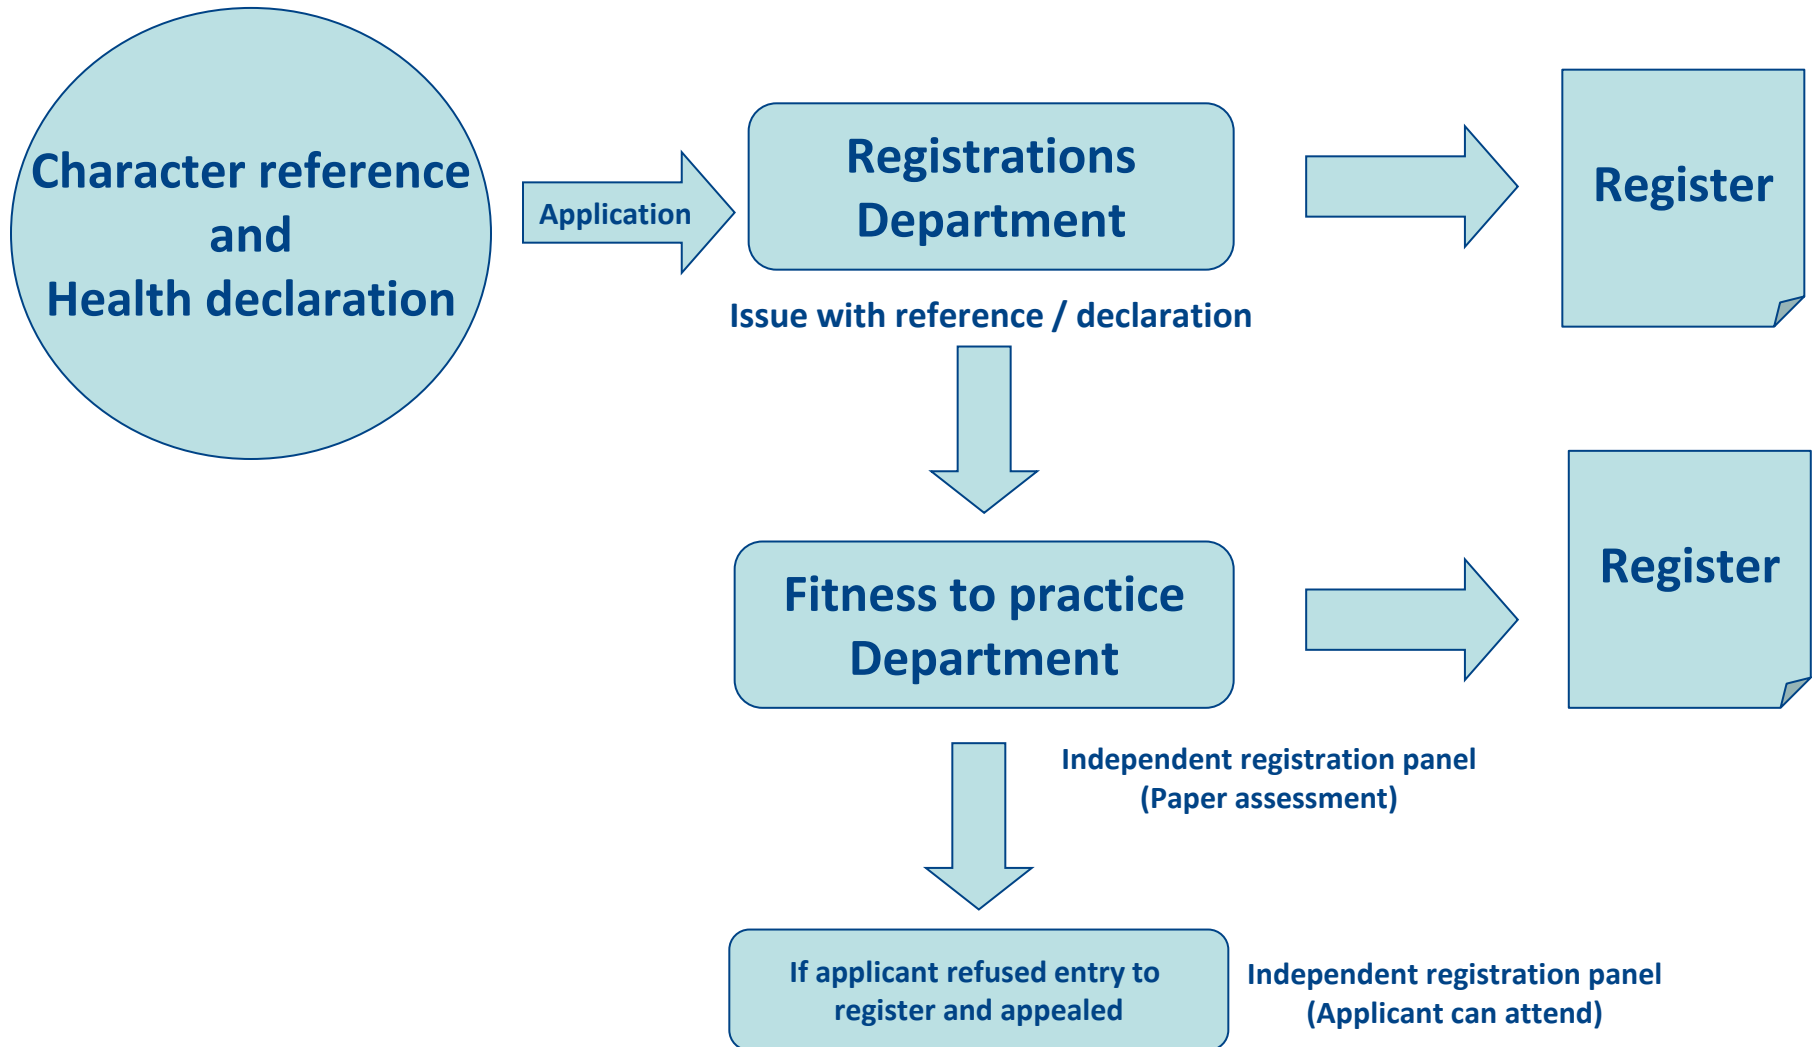 Character reference
and
Health declaration
Application
Registrations
Department
Register
Issue with reference / declaration
Fitness to practice
Department
Register
Independent registration panel
(Paper assessment)
If applicant refused entry to
register and appealed
Independent registration panel
(Applicant can attend)